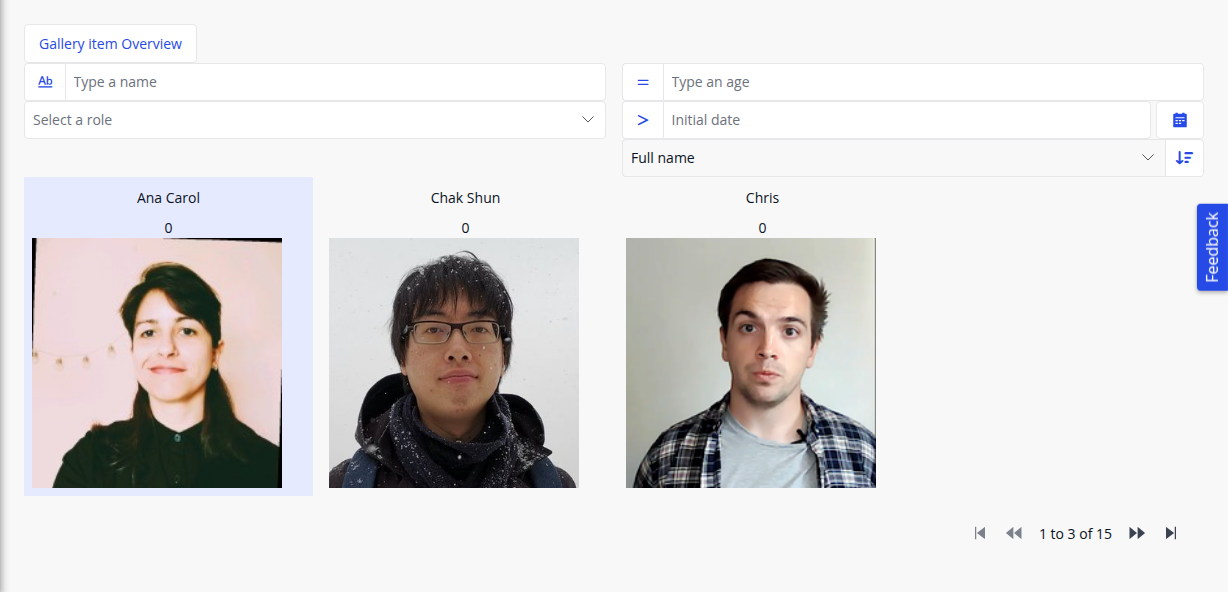 Gallery item Overview
Ab Type a name
= Type an age
Select a role
> Initial date
Full name
Ana Carol
0
Chak Shun
0
Chris
0
Feedback
1 to 3 of 15